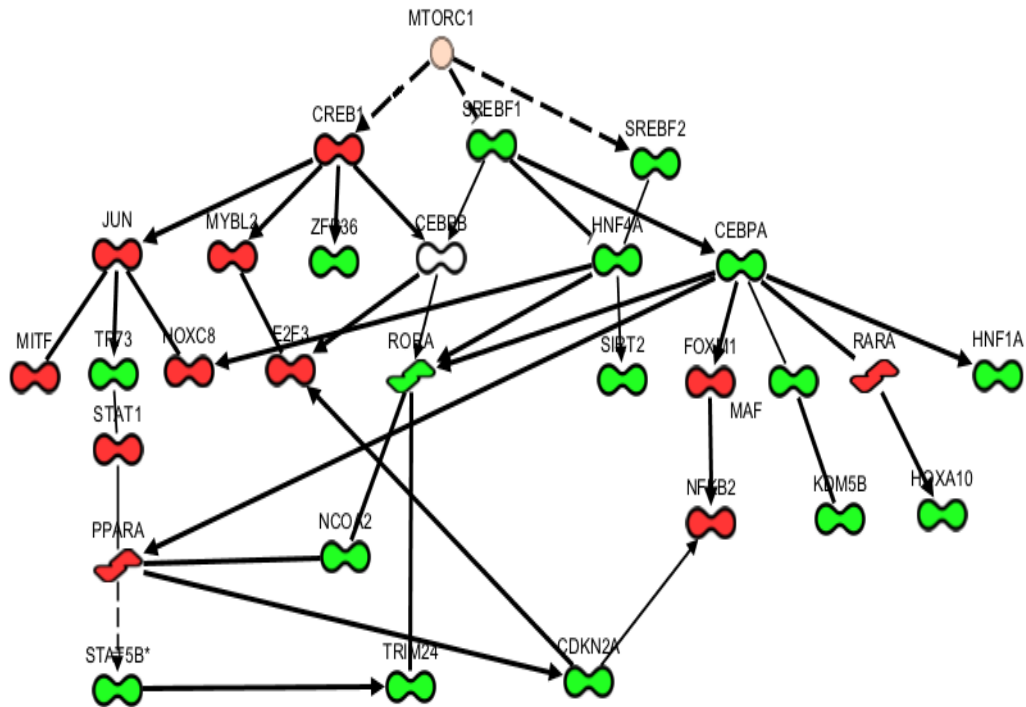 MTORC1
CREB1
SREBF1
SREBF2
JUN
MYBL2
ZFP36
CEBPB
HNF4A
CEBPA
MITF
TP73
HOXC8
E2F3
RORA
SIRT2
FOXM1
MAF
RARA
HNF1A
STAT1
NFKB2
KDM5B
HOXA10
PPARA
NCOA2
STAT5B*
TRIM24
CDKN2A